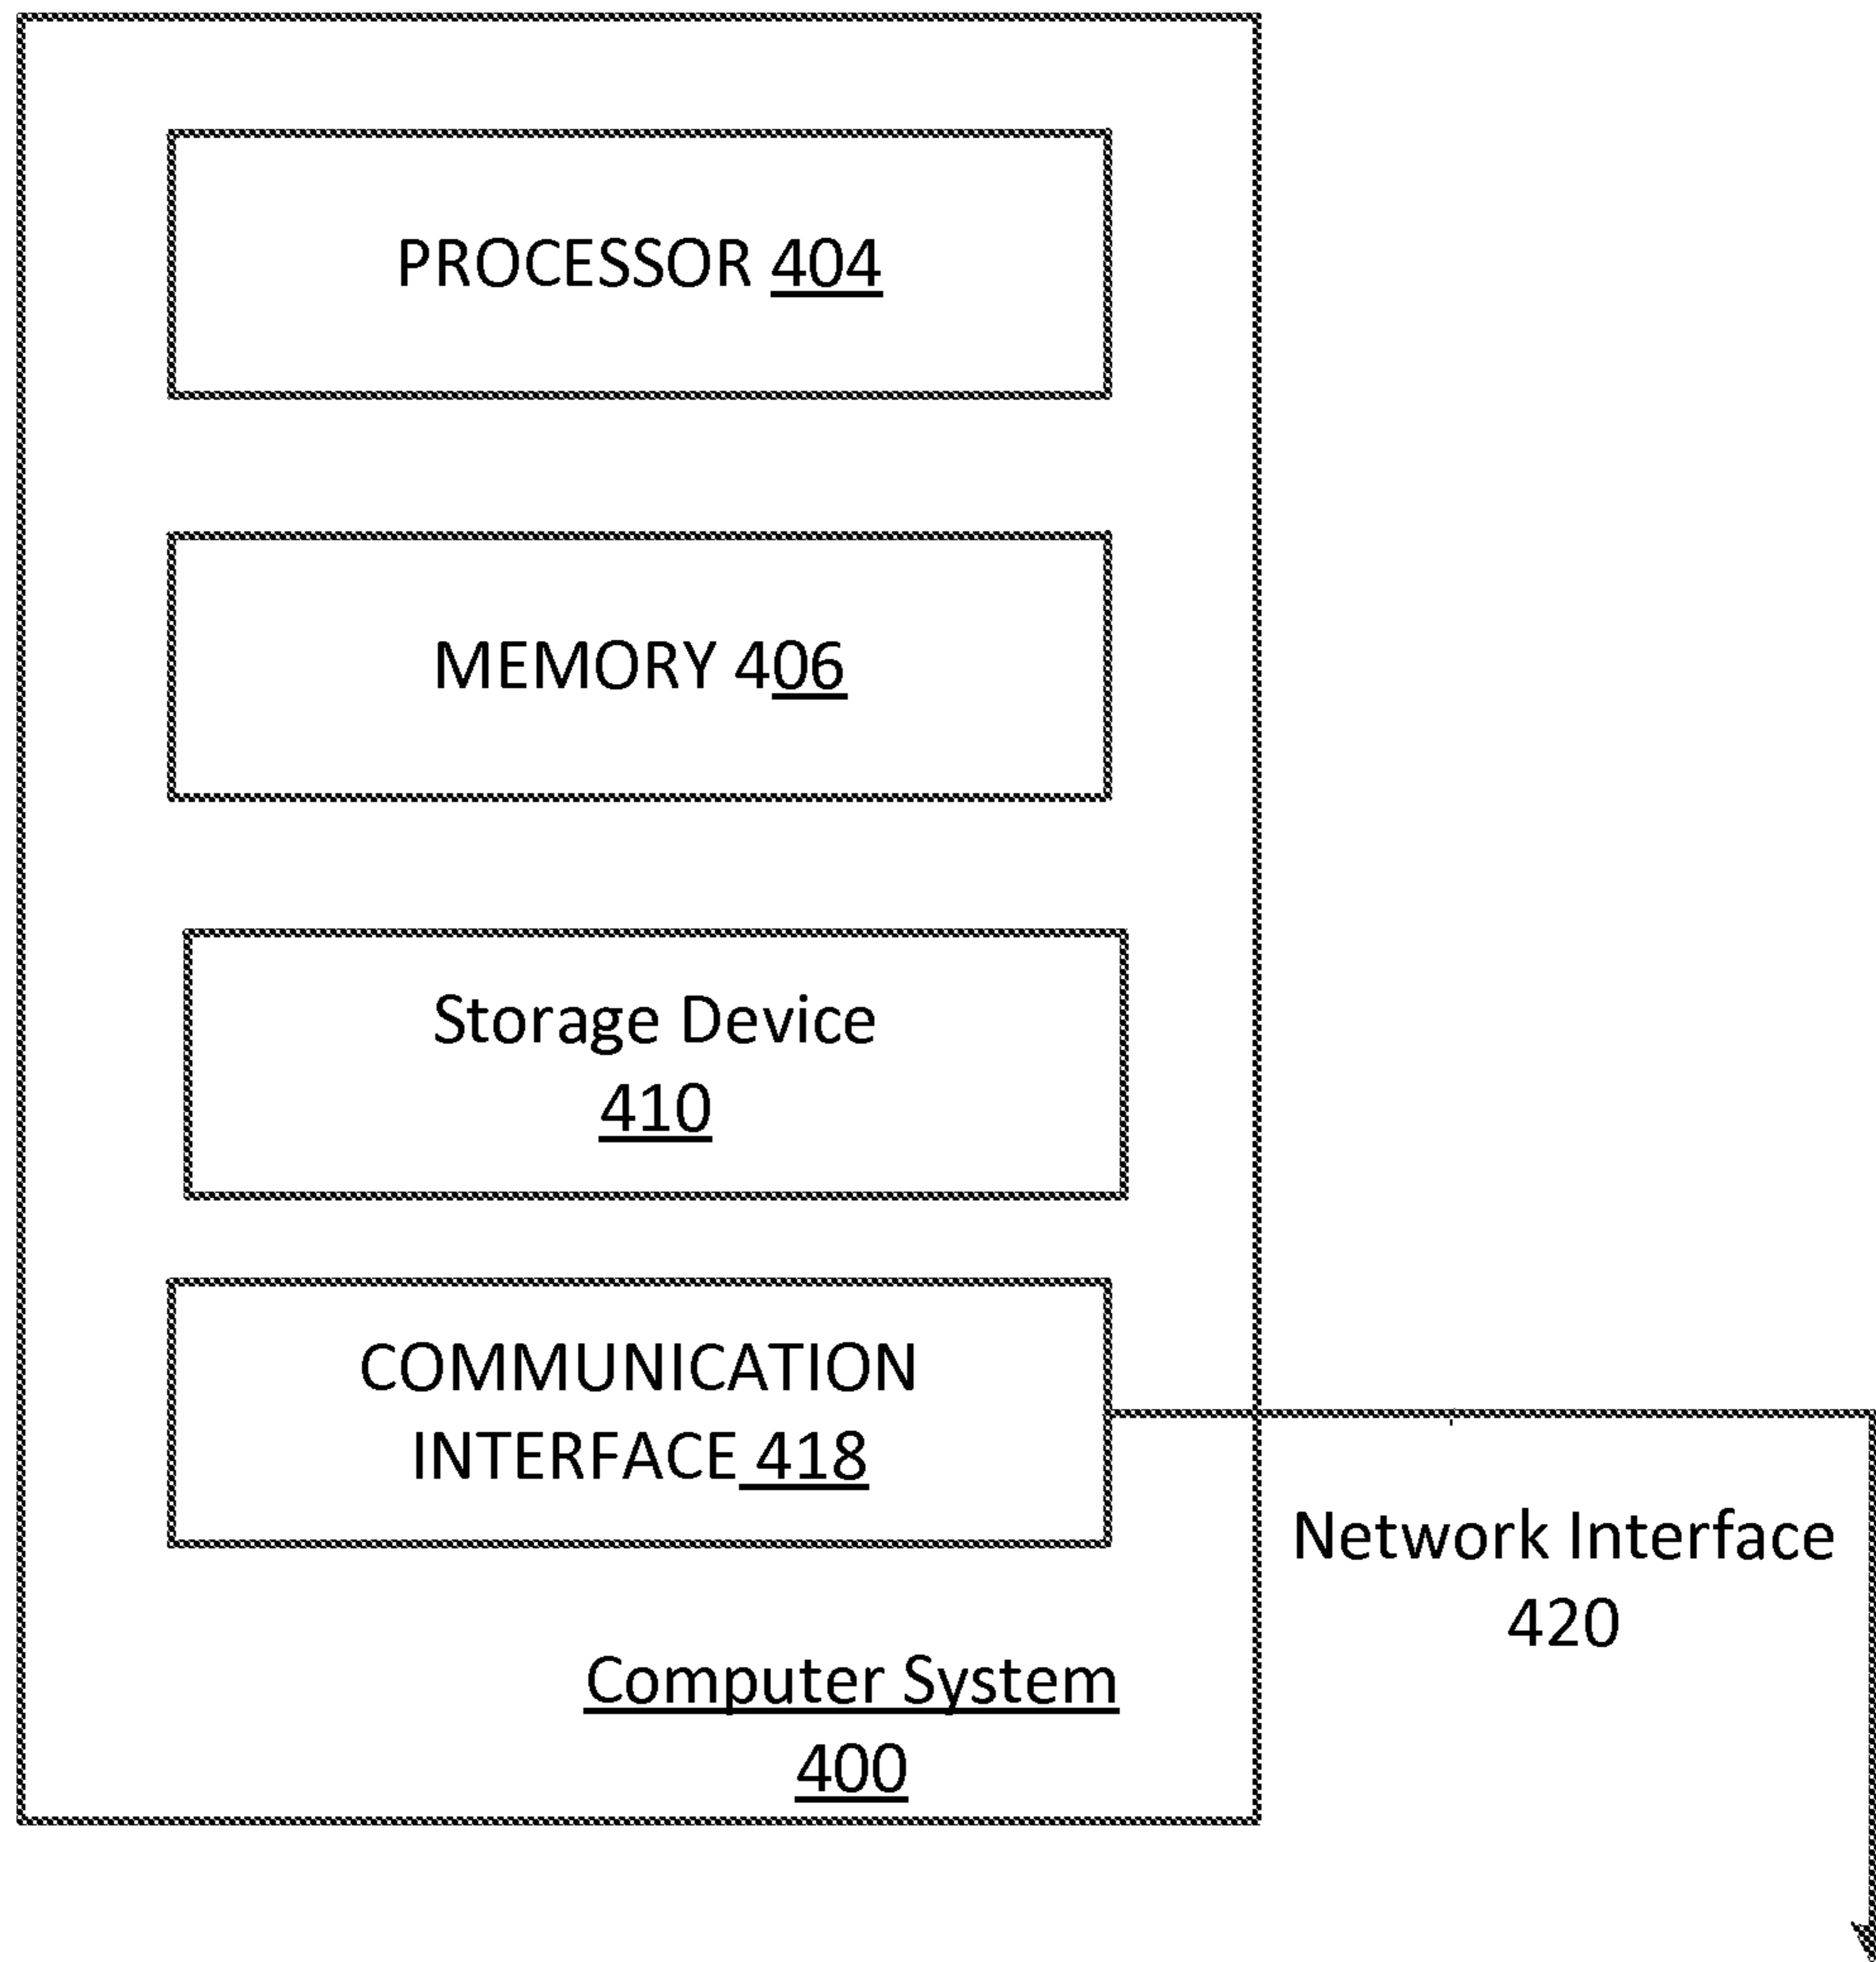 PROCESSOR 404
MEMORY 406
Storage Device
410
COMMUNICATION
INTERFACE 418
Network Interface
420
Computer System
400